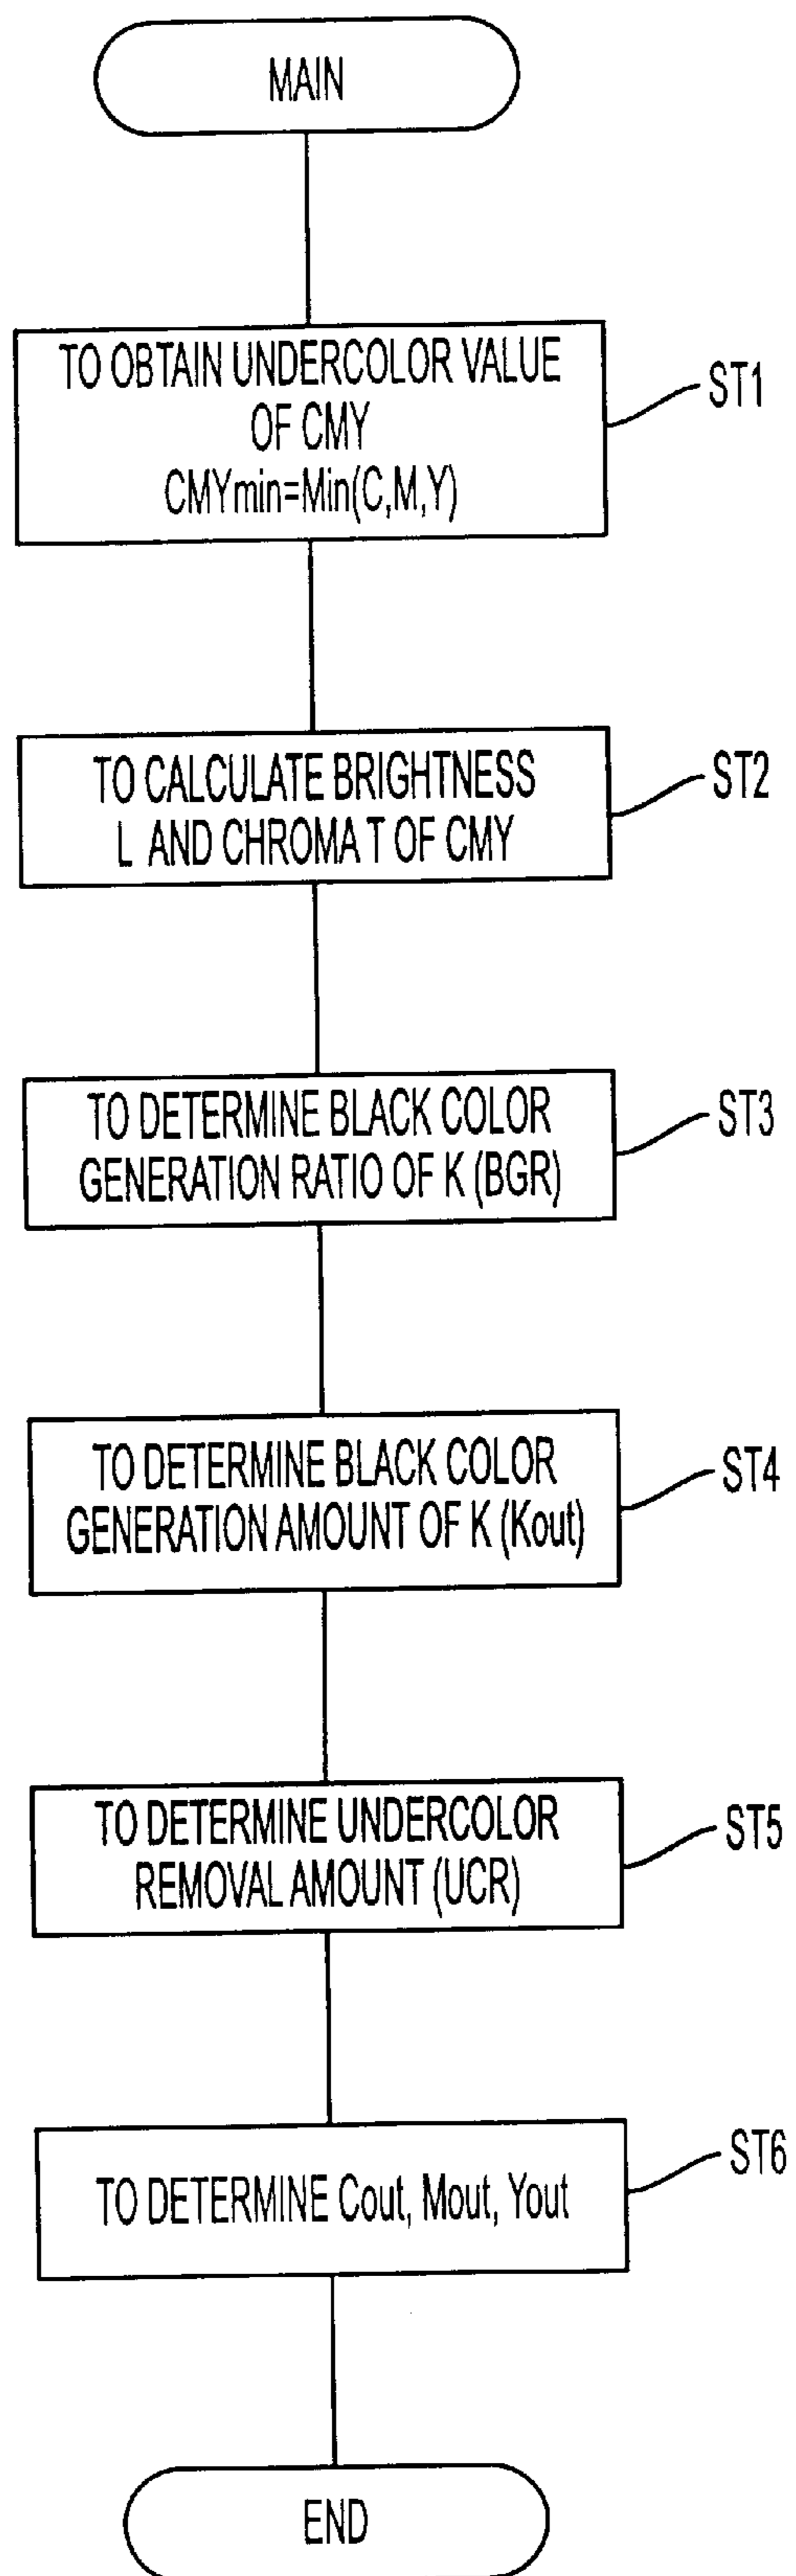 MAIN
TO OBTAIN UNDERCOLOR VALUE
OF CMY
CMYmin=Min(C,M,Y)
ST1
TO CALCULATE BRIGHTNESS
L AND CHROMA T OF CMY
ST2
TO DETERMINE BLACK COLOR
GENERATION RATIO OF K (BGR)
ST3
TO DETERMINE BLACK COLOR
GENERATION AMOUNT OF K (Kout)
ST4
TO DETERMINE UNDERCOLOR
REMOVAL AMOUNT (UCR)
ST5
TO DETERMINE Cout, Mout, Yout
ST6
END